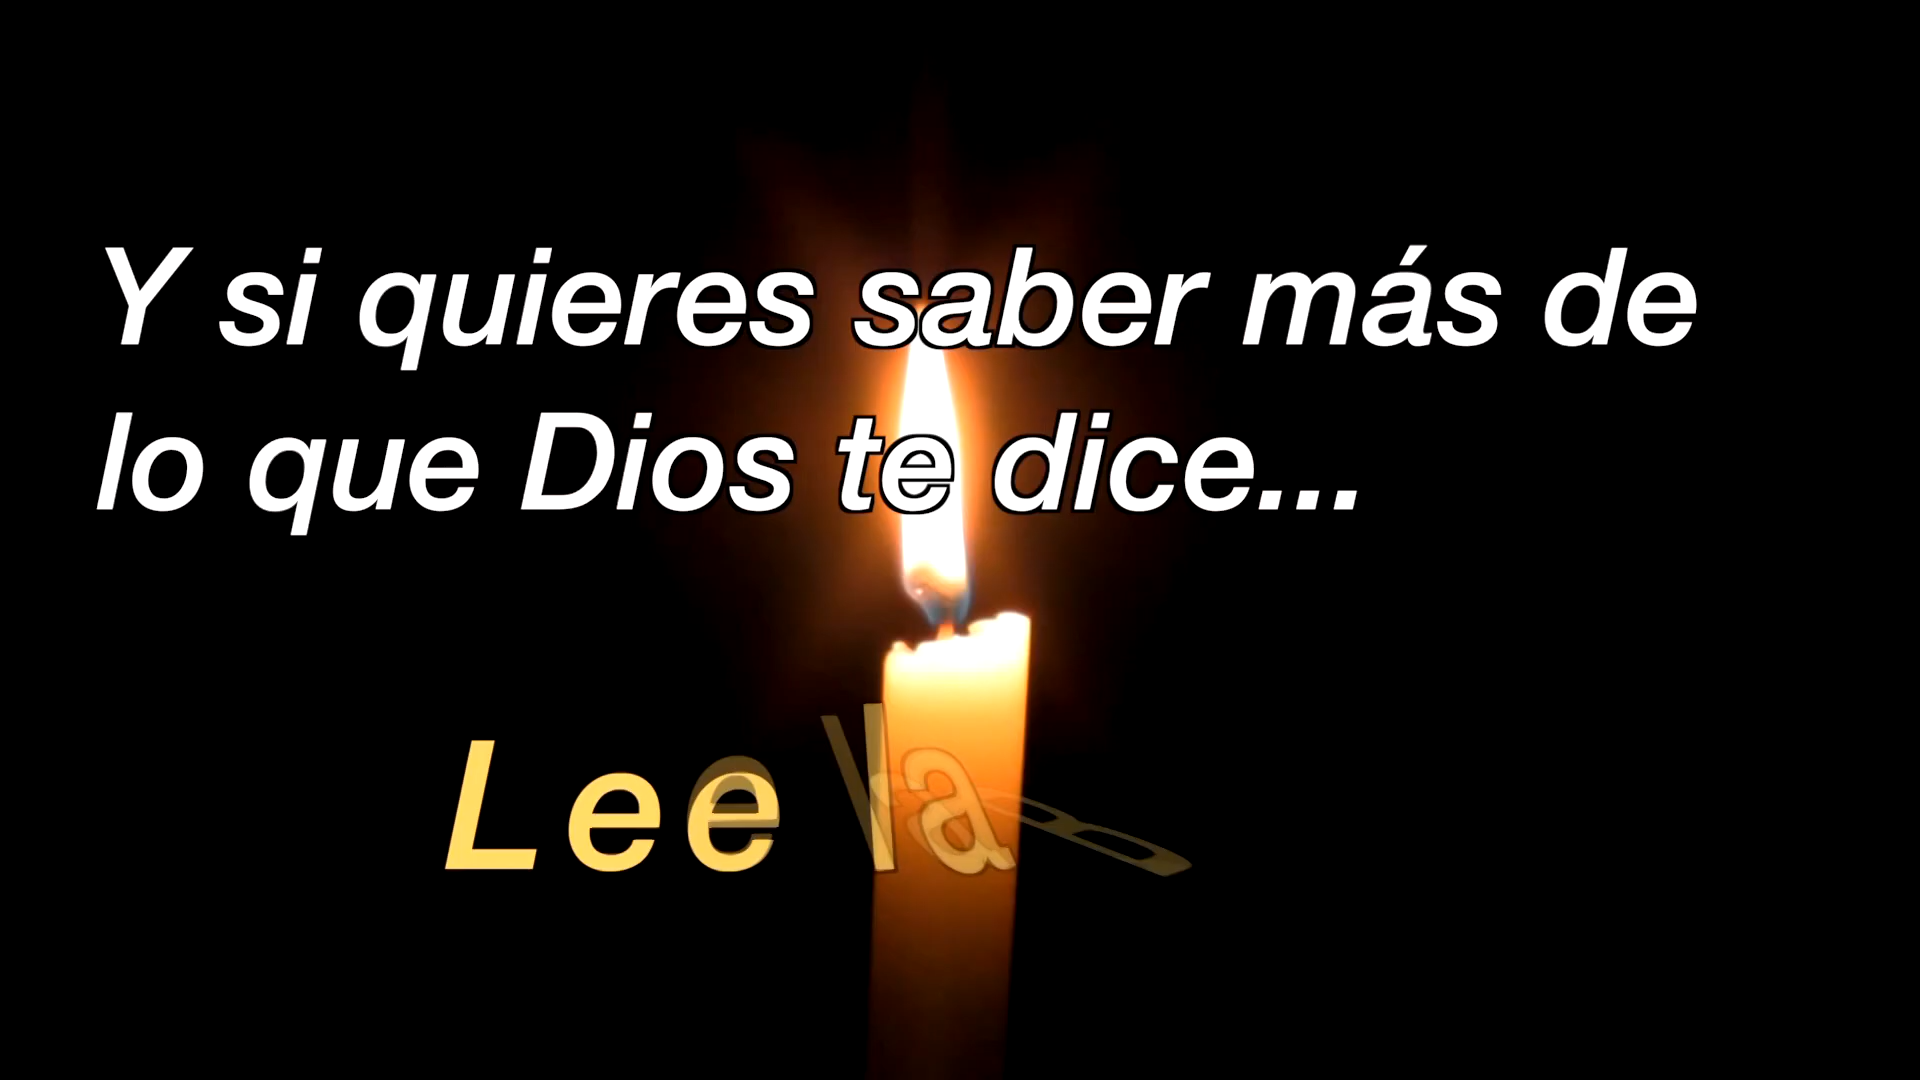 Y si quieres saber más de
lo que Dios te dice...
Lee la